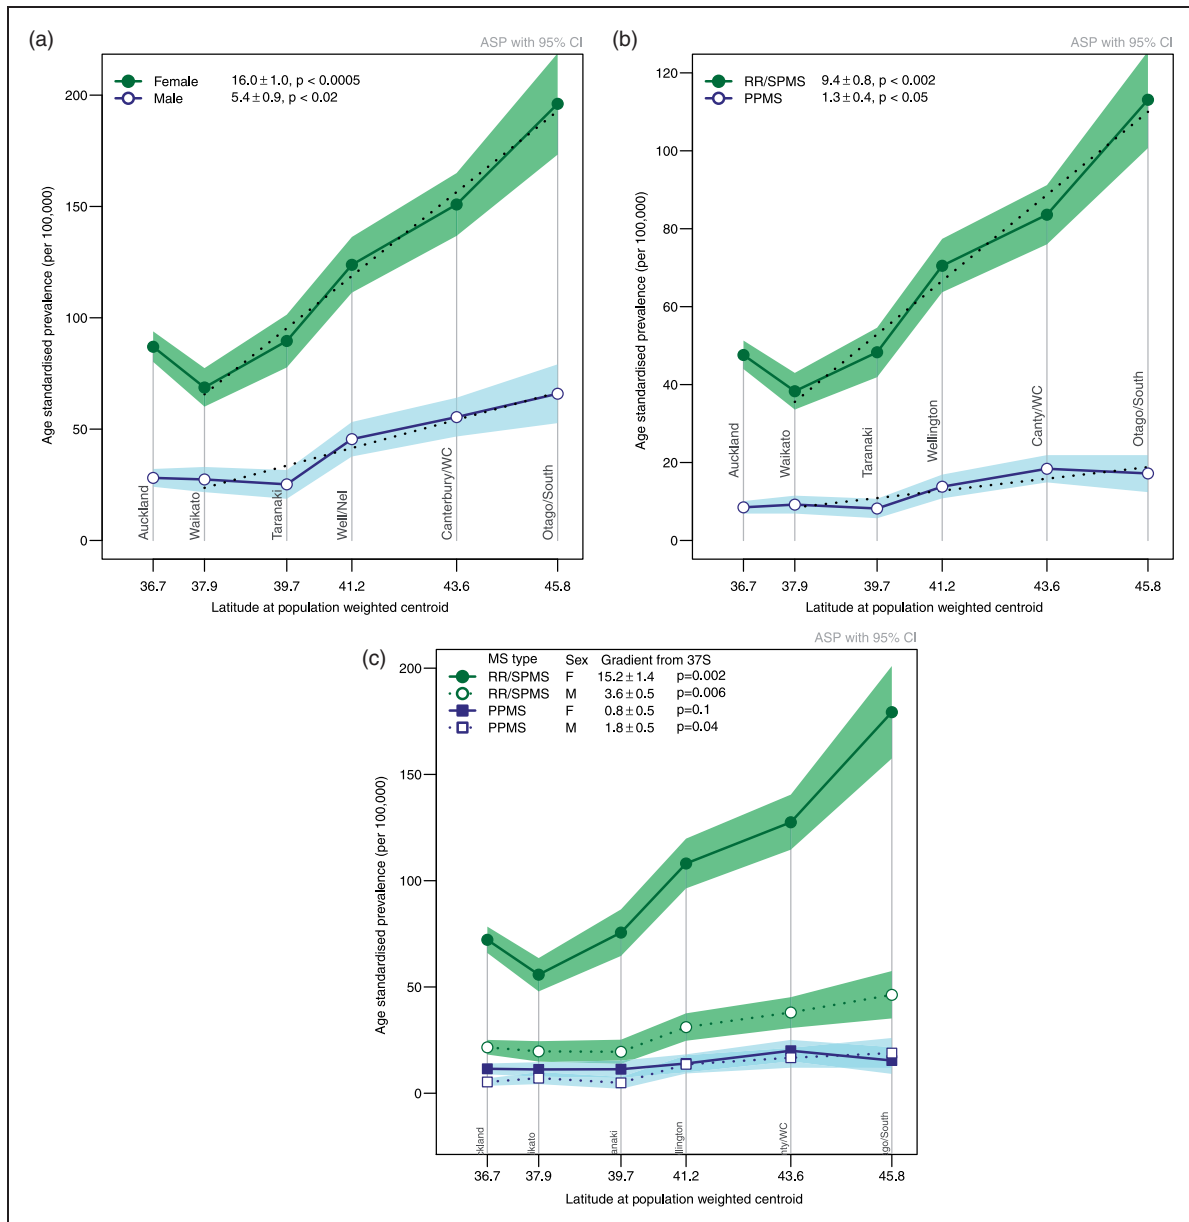 (a)
ASP with 95% CI
Female 16.0 ± 1.0, p < 0.0005
Male 5.4 ± 0.9, p < 0.02
Age standardised prevalence (per 100,000)
200
150
100
50
0
Auckland
Waikato
Taranaki
Well/Nel
Canterbury/WC
Otago/South
36.7 37.9 39.7 41.2 43.6 45.8
Latitude at population weighted centroid
(b)
ASP with 95% CI
RR/SPMS 9.4 ± 0.8, p < 0.002
PPMS 1.3 ± 0.4, p < 0.05
Age standardised prevalence (per 100,000)
120
100
80
60
40
20
0
Auckland
Waikato
Taranaki
Wellington
Canty/WC
Otago/South
36.7 37.9 39.7 41.2 43.6 45.8
Latitude at population weighted centroid
(c)
ASP with 95% CI
MS type Sex Gradient from 37S
RR/SPMS F 15.2 ± 1.4 p=0.002
RR/SPMS M 3.6 ± 0.5 p=0.006
PPMS F 0.8 ± 0.5 p=0.1
PPMS M 1.8 ± 0.5 p=0.04
Age standardised prevalence (per 100,000)
200
150
100
50
0
ckland
ikato
anaki
llington
nty/WC
ago/South
36.7 37.9 39.7 41.2 43.6 45.8
Latitude at population weighted centroid